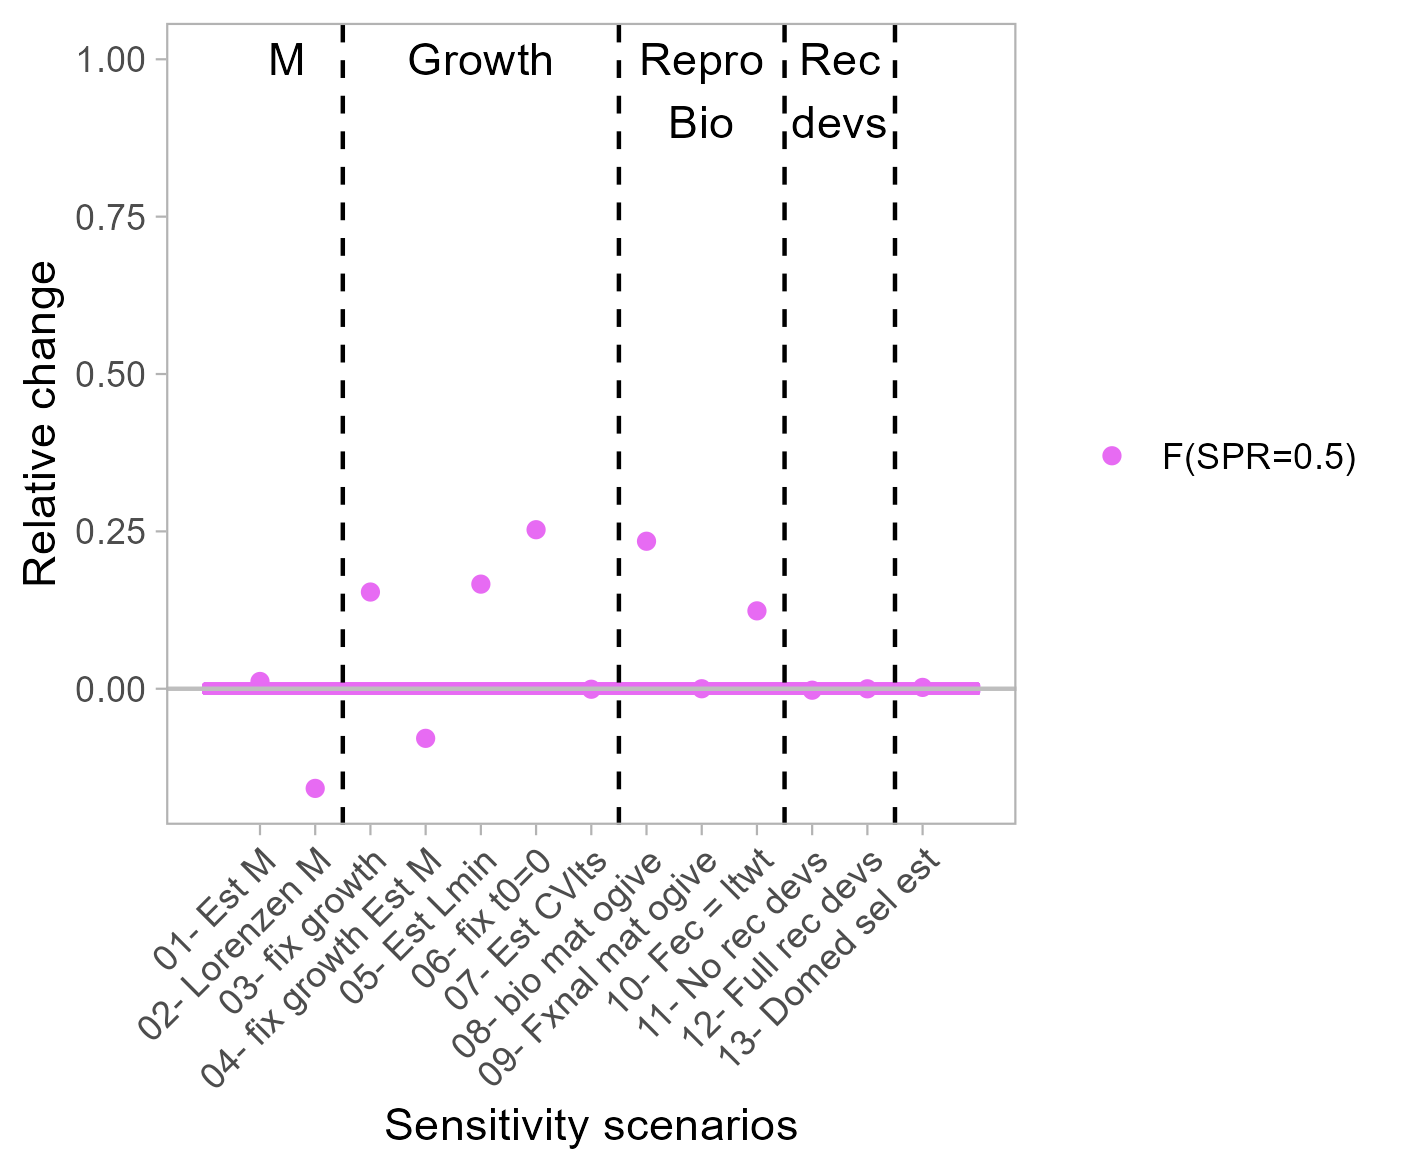 M
Growth
Repro
Bio
Rec
devs
1.00
0.75
0.50
0.25
0.00
Relative change
F(SPR=0.5)
01- Est M
02- Lorenzen M
03- fix growth
04- fix growth Est M
05- Est Lmin
06- fix t0=0
07- Est CVlts
08- bio mat ogive
09- Fxnal mat ogive
10- Fec = ltwt
11- No rec devs
12- Full rec devs
13- Domed sel est
Sensitivity scenarios